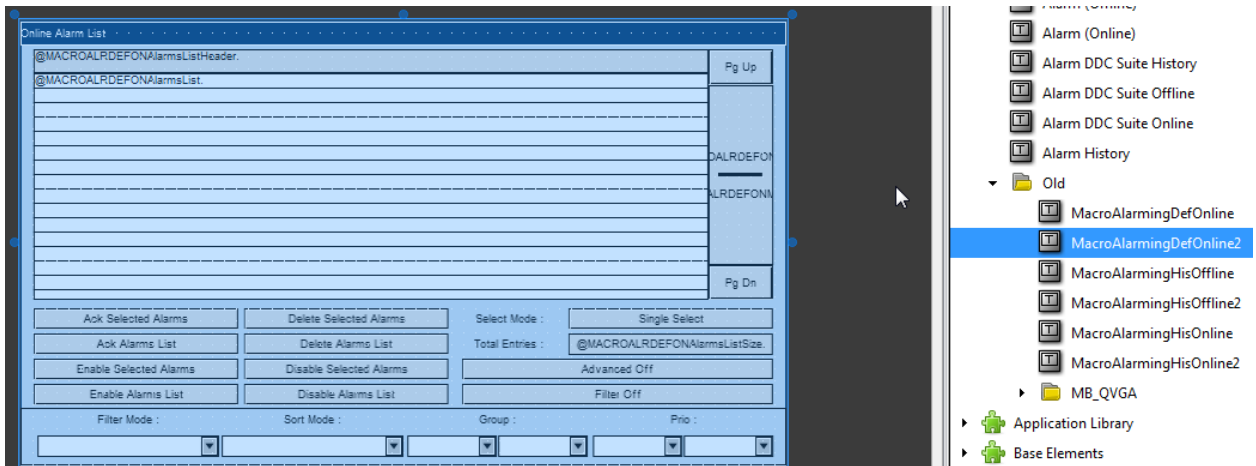 Online Alarm List
@MACROALRDEFONAlarmsListHeader.
@MACROALRDEFONAlarmsList.
Pg Up
OALRDEFON
ALRDEFONM
Pg Dn
Ack Selected Alarms Delete Selected Alarms Select Mode : Single Select
Ack Alarms List Delete Alarms List Total Entries : @MACROALRDEFONAlarmsListSize.
Enable Selected Alarms Disable Selected Alarms Advanced Off
Enable Alarms List Disable Alarms List Filter Off
Filter Mode : Sort Mode : Group : Prio :
Alarm (Online)
Alarm DDC Suite History
Alarm DDC Suite Offline
Alarm DDC Suite Online
Alarm History
Old
MacroAlarmingDefOnline
MacroAlarmingDefOnline2
MacroAlarmingHisOffline
MacroAlarmingHisOffline2
MacroAlarmingHisOnline
MacroAlarmingHisOnline2
MB_QVGA
Application Library
Base Elements